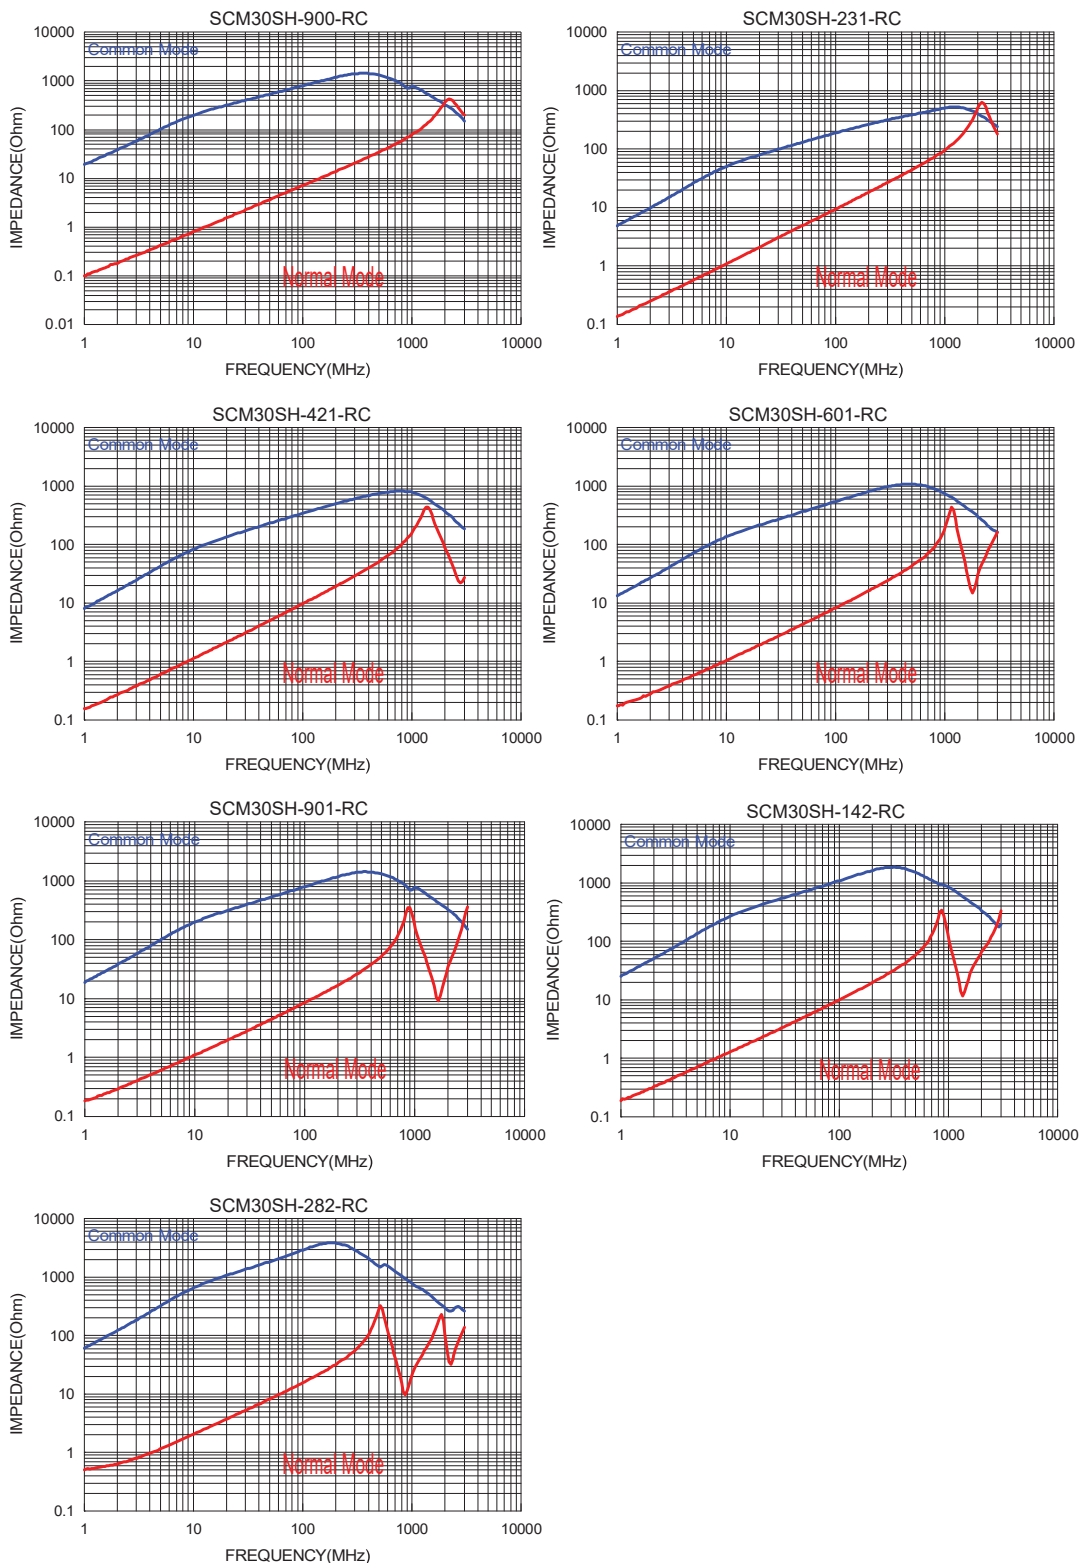 SCM30SH-900-RC
10000
1000
100
10
1
0.1
0.01
IMPEDANCE(Ohm)
Common Mode
Normal Mode
1 10 100 1000 10000
FREQUENCY(MHz)
SCM30SH-231-RC
10000
1000
100
10
1
0.1
IMPEDANCE(Ohm)
Common Mode
Normal Mode
1 10 100 1000 10000
FREQUENCY(MHz)
SCM30SH-421-RC
10000
1000
100
10
1
0.1
IMPEDANCE(Ohm)
Common Mode
Normal Mode
1 10 100 1000 10000
FREQUENCY(MHz)
SCM30SH-601-RC
10000
1000
100
10
1
0.1
IMPEDANCE(Ohm)
Common Mode
Normal Mode
1 10 100 1000 10000
FREQUENCY(MHz)
SCM30SH-901-RC
10000
1000
100
10
1
0.1
IMPEDANCE(Ohm)
Common Mode
Normal Mode
1 10 100 1000 10000
FREQUENCY(MHz)
SCM30SH-142-RC
10000
1000
100
10
1
0.1
IMPEDANCE(Ohm)
Common Mode
Normal Mode
1 10 100 1000 10000
FREQUENCY(MHz)
SCM30SH-282-RC
10000
1000
100
10
1
0.1
IMPEDANCE(Ohm)
Common Mode
Normal Mode
1 10 100 1000 10000
FREQUENCY(MHz)